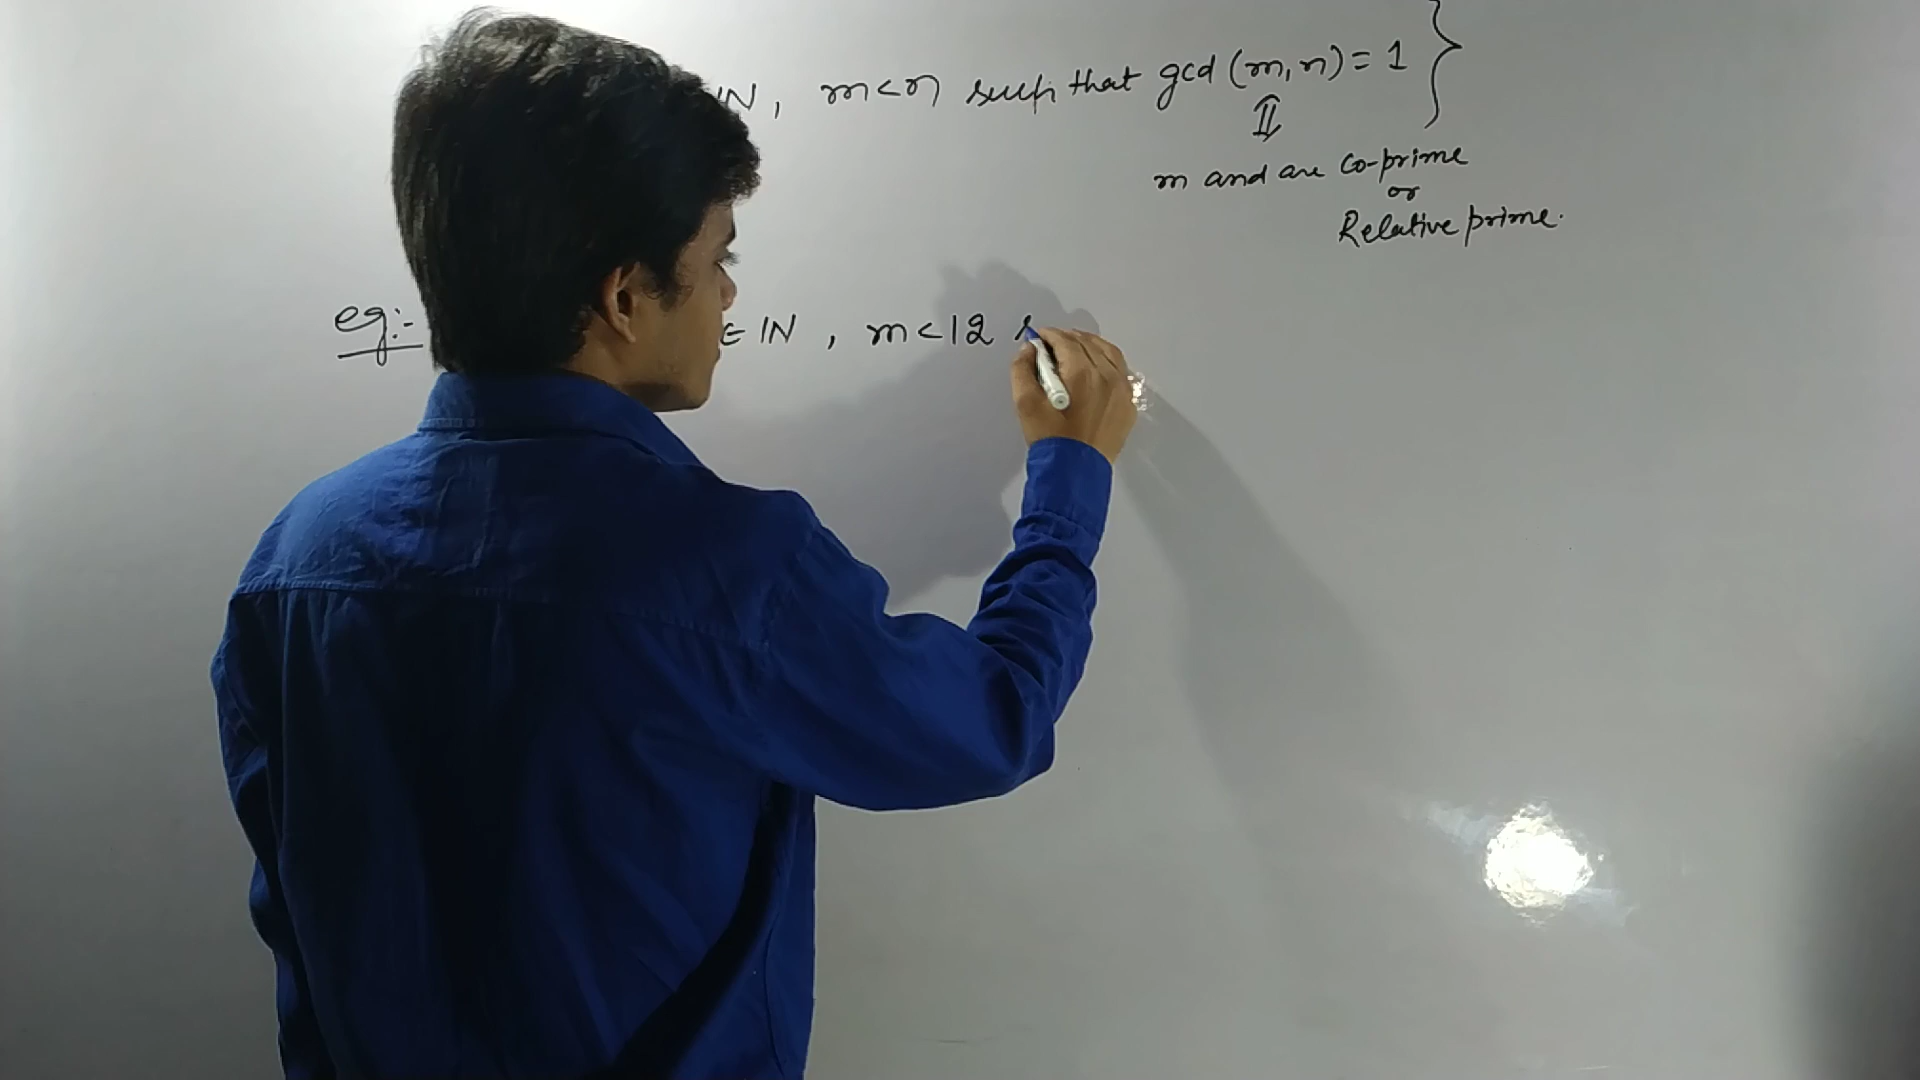 IN, m<n such that gcd (m,n) = 1 }
⇕
m and are co-prime
or
Relative prime.
eg:- ∈ IN, m<12 s